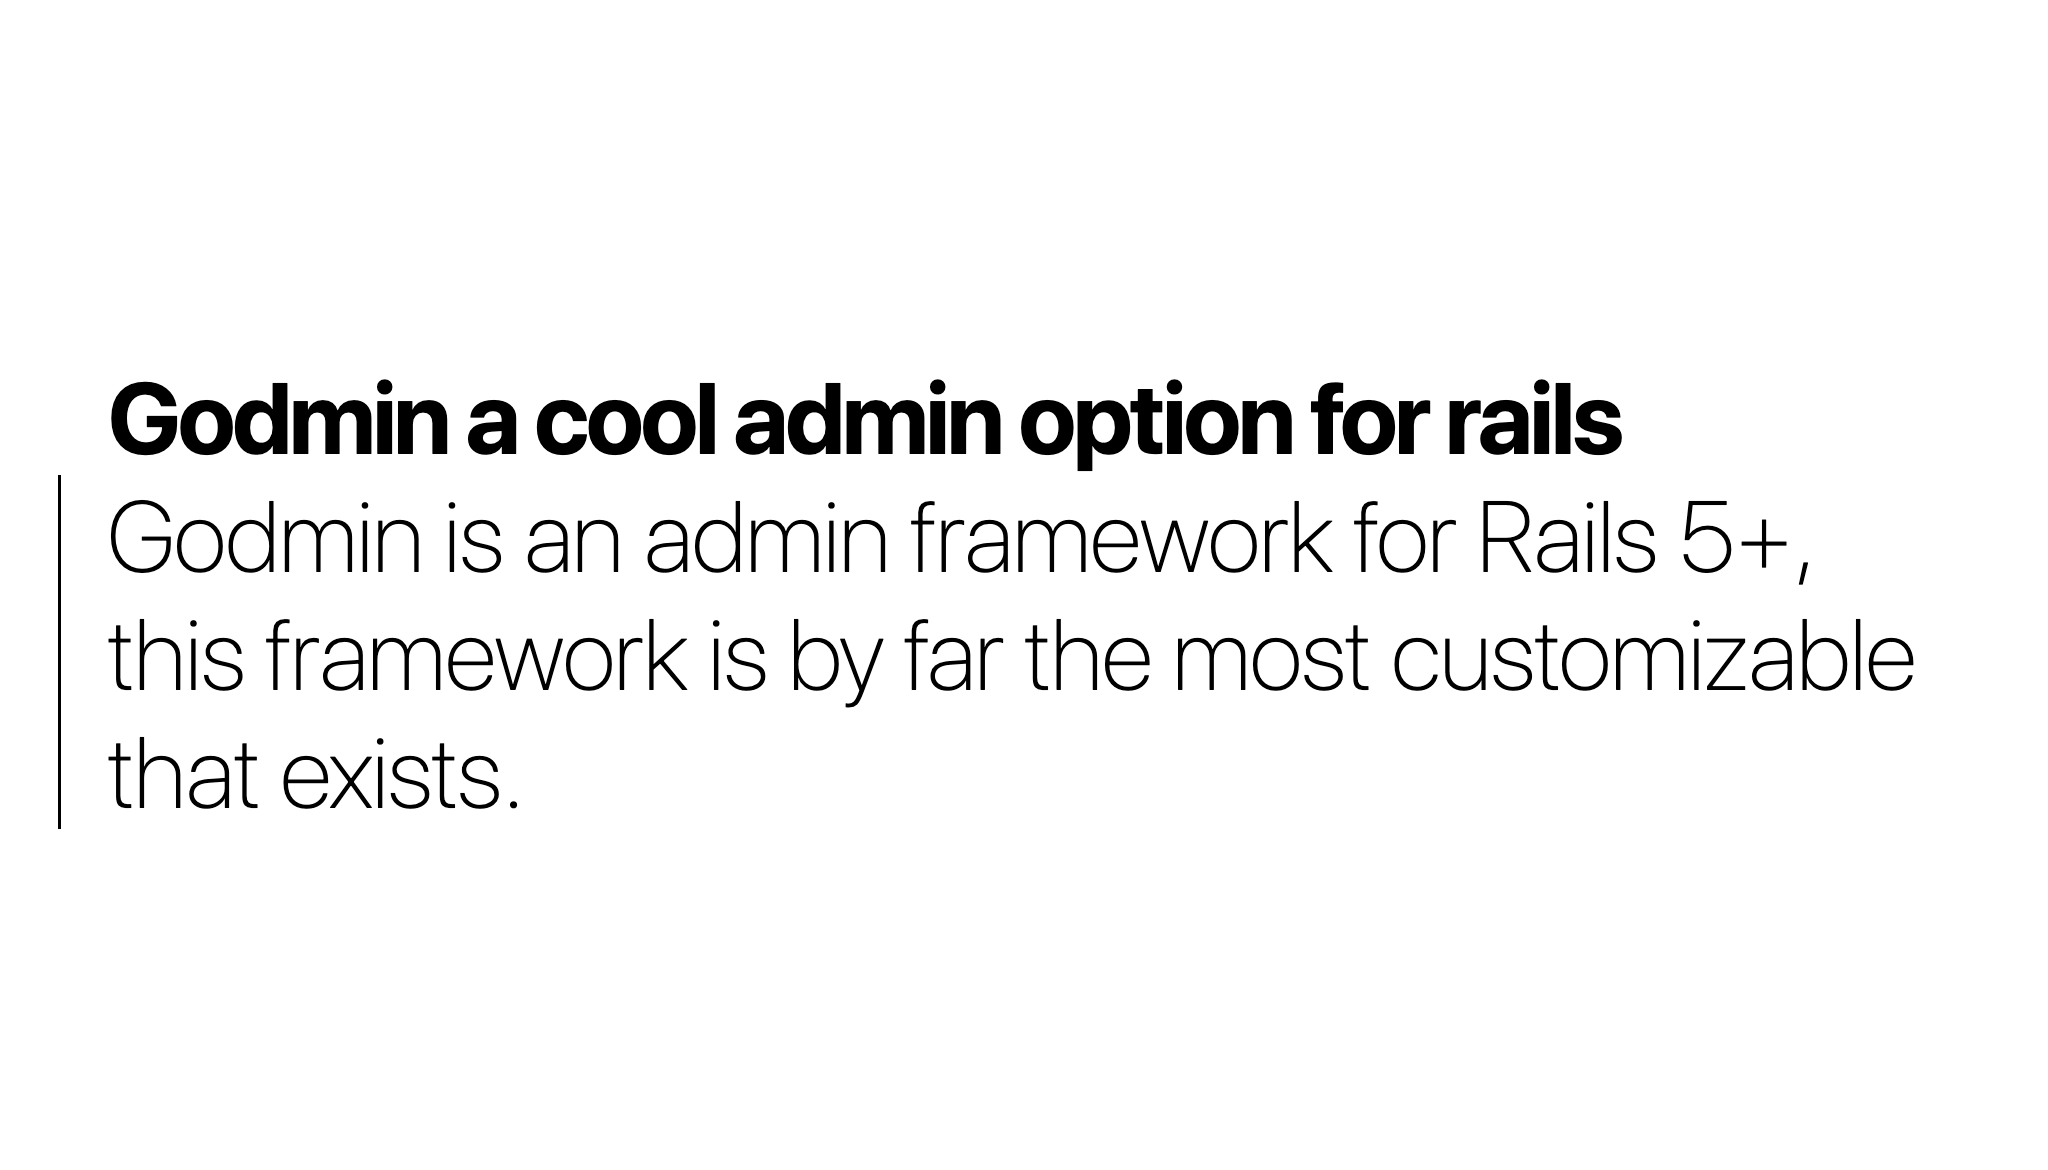 Godmin a cool admin option for rails
Godmin is an admin framework for Rails 5+,
this framework is by far the most customizable
that exists.